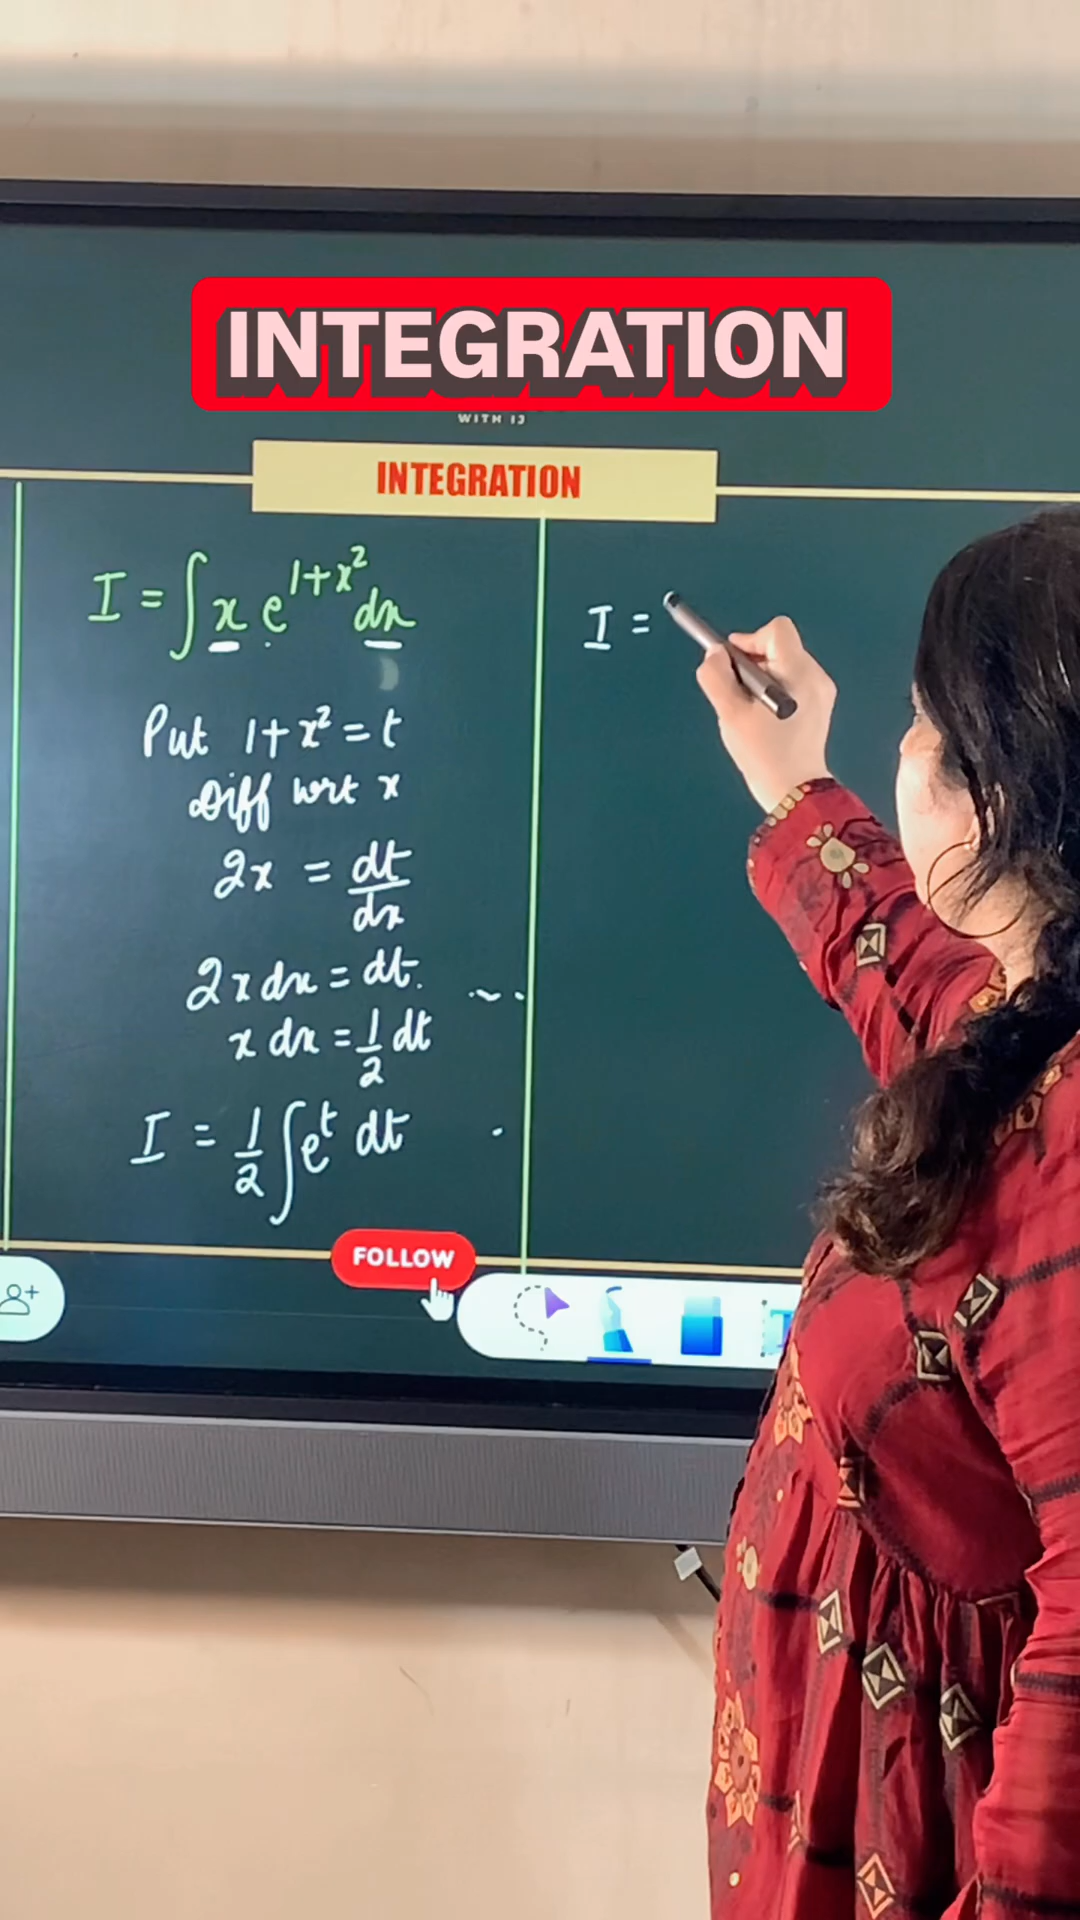 INTEGRATION
WITH IJ
INTEGRATION
I = ∫ x e^{1+x²} dx
Put 1+x² = t
Diff wrt x
2x = dt/dx
2x dx = dt.
x dx = 1/2 dt
I = 1/2 ∫ e^t dt
FOLLOW
I =